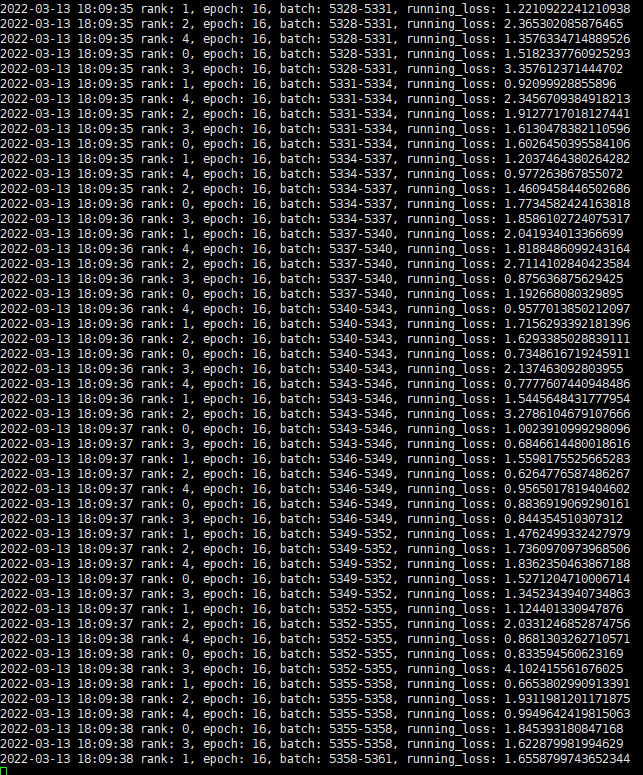 2022-03-13 18:09:35 rank: 1, epoch: 16, batch: 5328-5331, running_loss: 1.2210922241210938
2022-03-13 18:09:35 rank: 2, epoch: 16, batch: 5328-5331, running_loss: 2.365302085876465
2022-03-13 18:09:35 rank: 4, epoch: 16, batch: 5328-5331, running_loss: 1.3576334714889526
2022-03-13 18:09:35 rank: 0, epoch: 16, batch: 5328-5331, running_loss: 1.5182337760925293
2022-03-13 18:09:35 rank: 3, epoch: 16, batch: 5328-5331, running_loss: 3.357612371444702
2022-03-13 18:09:35 rank: 1, epoch: 16, batch: 5331-5334, running_loss: 0.92099928855896
2022-03-13 18:09:35 rank: 4, epoch: 16, batch: 5331-5334, running_loss: 2.3456709384918213
2022-03-13 18:09:35 rank: 2, epoch: 16, batch: 5331-5334, running_loss: 1.9127717018127441
2022-03-13 18:09:35 rank: 3, epoch: 16, batch: 5331-5334, running_loss: 1.6130478382110596
2022-03-13 18:09:35 rank: 0, epoch: 16, batch: 5331-5334, running_loss: 1.6026450395584106
2022-03-13 18:09:35 rank: 1, epoch: 16, batch: 5334-5337, running_loss: 1.2037464380264282
2022-03-13 18:09:36 rank: 4, epoch: 16, batch: 5334-5337, running_loss: 0.977263867855072
2022-03-13 18:09:36 rank: 2, epoch: 16, batch: 5334-5337, running_loss: 1.4609458446502686
2022-03-13 18:09:36 rank: 0, epoch: 16, batch: 5334-5337, running_loss: 1.7734582424163818
2022-03-13 18:09:36 rank: 3, epoch: 16, batch: 5334-5337, running_loss: 1.8586102724075317
2022-03-13 18:09:36 rank: 1, epoch: 16, batch: 5337-5340, running_loss: 2.041934013366699
2022-03-13 18:09:36 rank: 4, epoch: 16, batch: 5337-5340, running_loss: 1.8188486099243164
2022-03-13 18:09:36 rank: 2, epoch: 16, batch: 5337-5340, running_loss: 2.7114102840423584
2022-03-13 18:09:36 rank: 3, epoch: 16, batch: 5337-5340, running_loss: 0.875636875629425
2022-03-13 18:09:36 rank: 0, epoch: 16, batch: 5337-5340, running_loss: 1.192668080329895
2022-03-13 18:09:36 rank: 4, epoch: 16, batch: 5340-5343, running_loss: 0.9577013850212097
2022-03-13 18:09:36 rank: 1, epoch: 16, batch: 5340-5343, running_loss: 1.7156293392181396
2022-03-13 18:09:36 rank: 2, epoch: 16, batch: 5340-5343, running_loss: 1.6293385028839111
2022-03-13 18:09:36 rank: 0, epoch: 16, batch: 5340-5343, running_loss: 0.7348616719245911
2022-03-13 18:09:36 rank: 3, epoch: 16, batch: 5340-5343, running_loss: 2.137463092803955
2022-03-13 18:09:36 rank: 4, epoch: 16, batch: 5343-5346, running_loss: 0.7777607440948486
2022-03-13 18:09:36 rank: 1, epoch: 16, batch: 5343-5346, running_loss: 1.5445648431777954
2022-03-13 18:09:36 rank: 2, epoch: 16, batch: 5343-5346, running_loss: 3.2786104679107666
2022-03-13 18:09:37 rank: 0, epoch: 16, batch: 5343-5346, running_loss: 1.0023910999298096
2022-03-13 18:09:37 rank: 3, epoch: 16, batch: 5343-5346, running_loss: 0.6846614480018616
2022-03-13 18:09:37 rank: 1, epoch: 16, batch: 5346-5349, running_loss: 1.5598175525665283
2022-03-13 18:09:37 rank: 2, epoch: 16, batch: 5346-5349, running_loss: 0.6264776587486267
2022-03-13 18:09:37 rank: 4, epoch: 16, batch: 5346-5349, running_loss: 0.9565017819404602
2022-03-13 18:09:37 rank: 0, epoch: 16, batch: 5346-5349, running_loss: 0.8836919069290161
2022-03-13 18:09:37 rank: 3, epoch: 16, batch: 5346-5349, running_loss: 0.844354510307312
2022-03-13 18:09:37 rank: 1, epoch: 16, batch: 5349-5352, running_loss: 1.4762499332427979
2022-03-13 18:09:37 rank: 2, epoch: 16, batch: 5349-5352, running_loss: 1.7360970973968506
2022-03-13 18:09:37 rank: 4, epoch: 16, batch: 5349-5352, running_loss: 1.8362350463867188
2022-03-13 18:09:37 rank: 0, epoch: 16, batch: 5349-5352, running_loss: 1.5271204710006714
2022-03-13 18:09:37 rank: 3, epoch: 16, batch: 5349-5352, running_loss: 1.3452343940734863
2022-03-13 18:09:37 rank: 1, epoch: 16, batch: 5352-5355, running_loss: 1.124401330947876
2022-03-13 18:09:37 rank: 2, epoch: 16, batch: 5352-5355, running_loss: 2.0331246852874756
2022-03-13 18:09:38 rank: 4, epoch: 16, batch: 5352-5355, running_loss: 0.8681303262710571
2022-03-13 18:09:38 rank: 0, epoch: 16, batch: 5352-5355, running_loss: 0.833594560623169
2022-03-13 18:09:38 rank: 3, epoch: 16, batch: 5352-5355, running_loss: 4.102415561676025
2022-03-13 18:09:38 rank: 1, epoch: 16, batch: 5355-5358, running_loss: 0.6653802990913391
2022-03-13 18:09:38 rank: 2, epoch: 16, batch: 5355-5358, running_loss: 1.9311981201171875
2022-03-13 18:09:38 rank: 4, epoch: 16, batch: 5355-5358, running_loss: 0.9949642419815063
2022-03-13 18:09:38 rank: 0, epoch: 16, batch: 5355-5358, running_loss: 1.845393180847168
2022-03-13 18:09:38 rank: 3, epoch: 16, batch: 5355-5358, running_loss: 1.622879981994629
2022-03-13 18:09:38 rank: 1, epoch: 16, batch: 5358-5361, running_loss: 1.6558799743652344